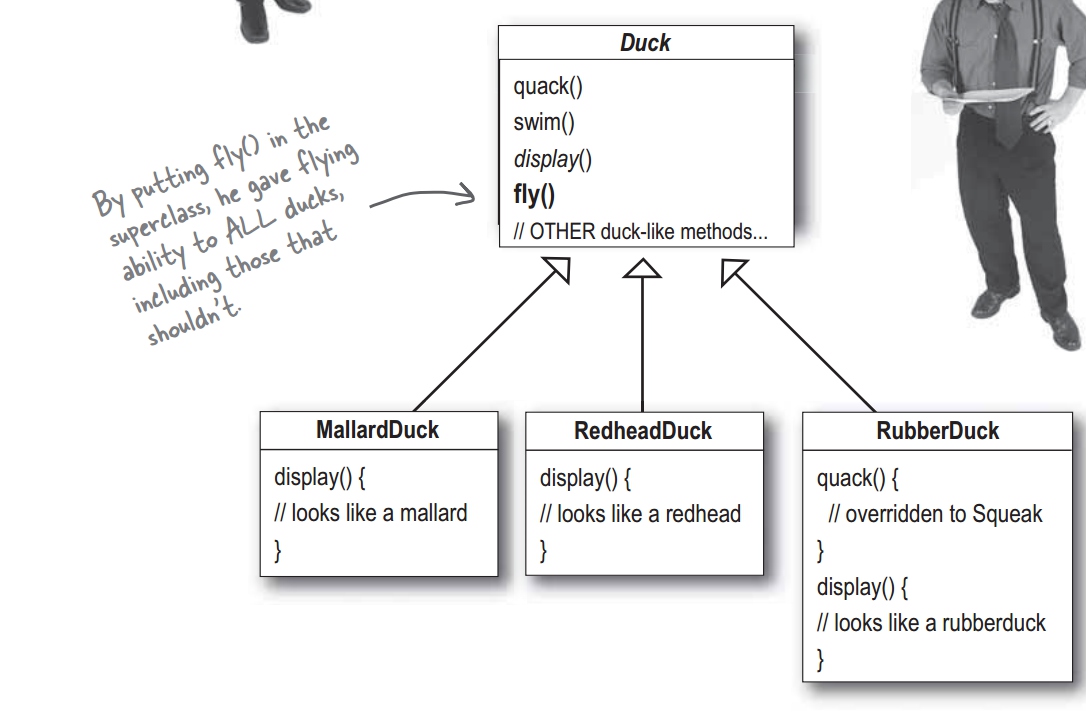 Duck
quack()
swim()
display()
fly()
// OTHER duck-like methods...
By putting fly() in the
superclass, he gave flying
ability to ALL ducks,
including those that
shouldn't.
MallardDuck
display() {
// looks like a mallard
}
RedheadDuck
display() {
// looks like a redhead
}
RubberDuck
quack() {
// overridden to Squeak
}
display() {
// looks like a rubberduck
}